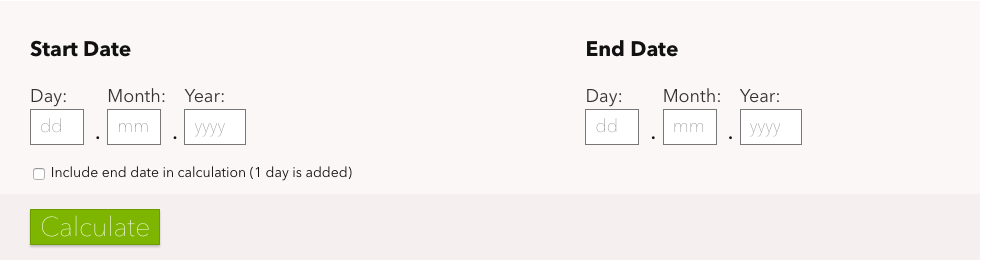 Start Date End Date
Day: Month: Year: Day: Month: Year:
dd . mm . yyyy dd . mm . yyyy
Include end date in calculation (1 day is added)
Calculate